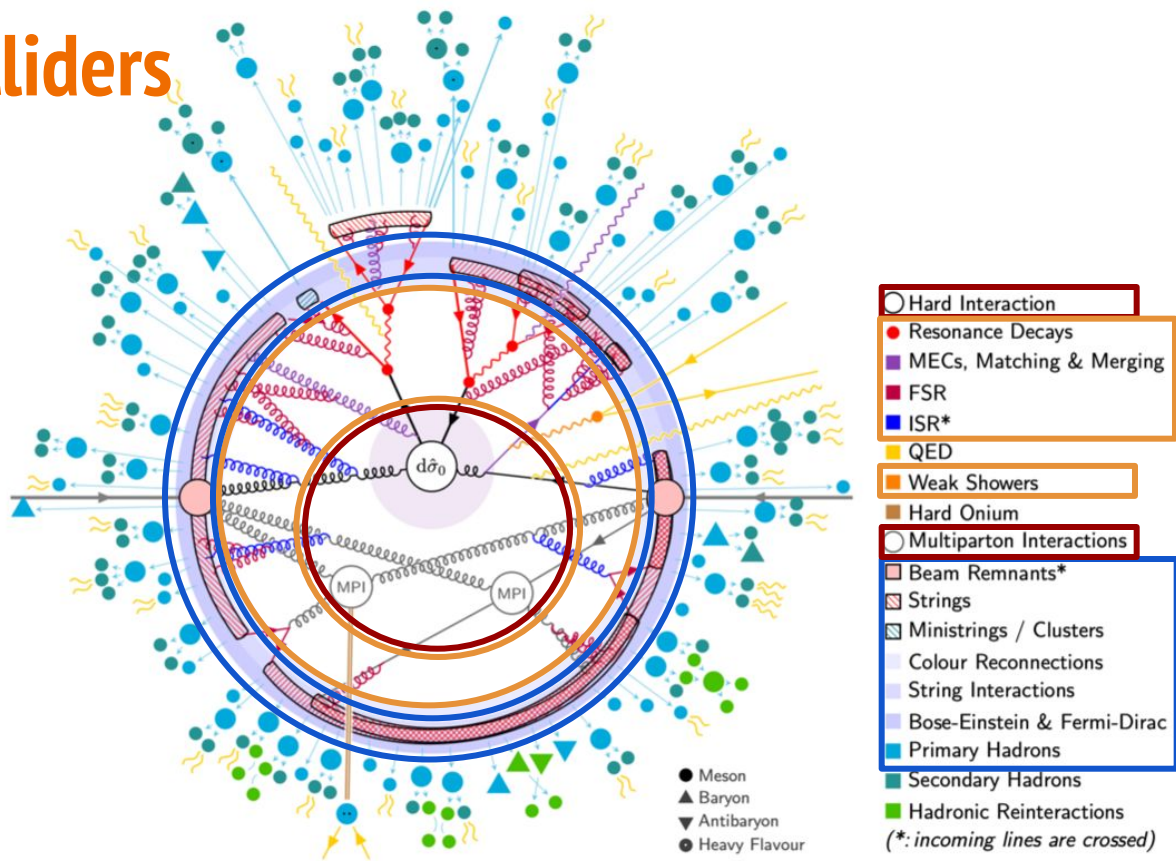 lliders
dσ̂₀
MPI
MPI
Hard Interaction
Resonance Decays
MECs, Matching & Merging
FSR
ISR*
QED
Weak Showers
Hard Onium
Multiparton Interactions
Beam Remnants*
Strings
Ministrings / Clusters
Colour Reconnections
String Interactions
Bose-Einstein & Fermi-Dirac
Primary Hadrons
Secondary Hadrons
Hadronic Reinteractions
(*: incoming lines are crossed)
Meson
Baryon
Antibaryon
Heavy Flavour